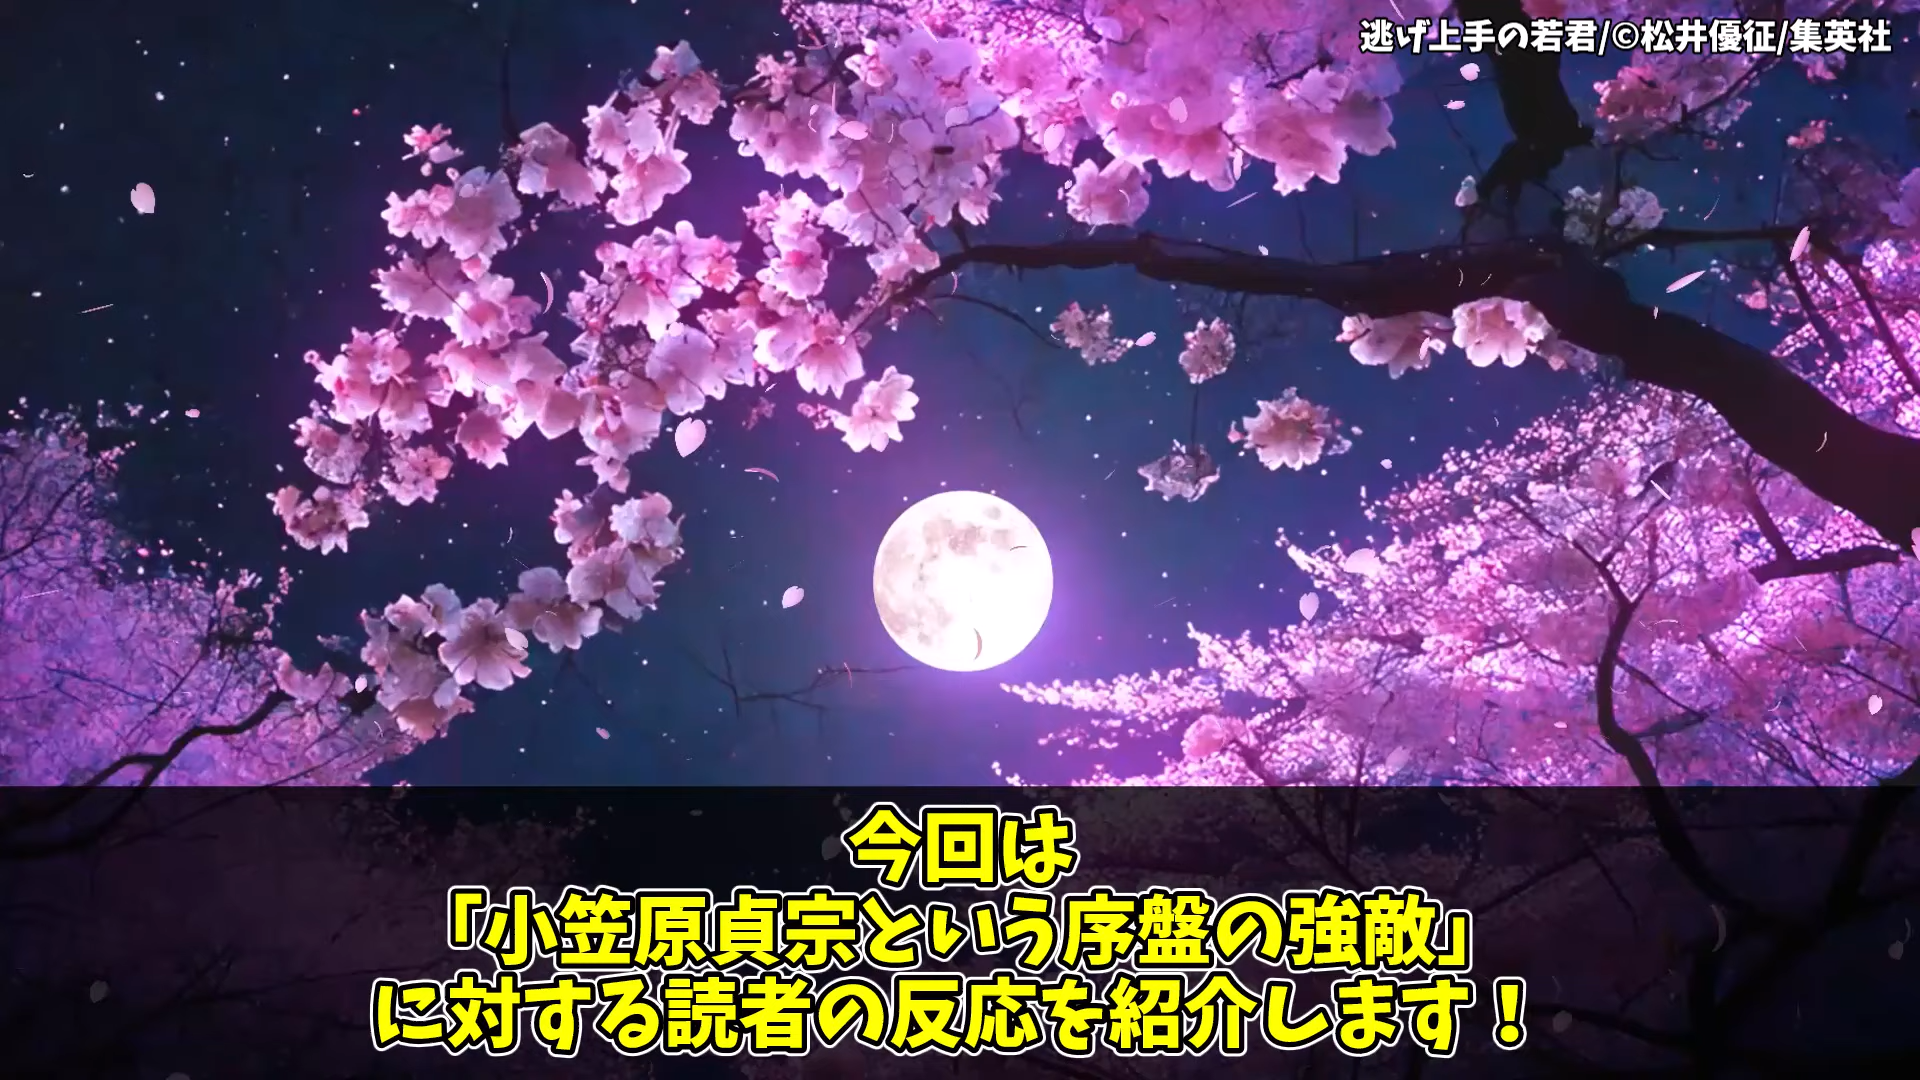 逃げ上手の若君/©松井優征/集英社
今回は
「小笠原貞宗という序盤の強敵」
に対する読者の反応を紹介します！